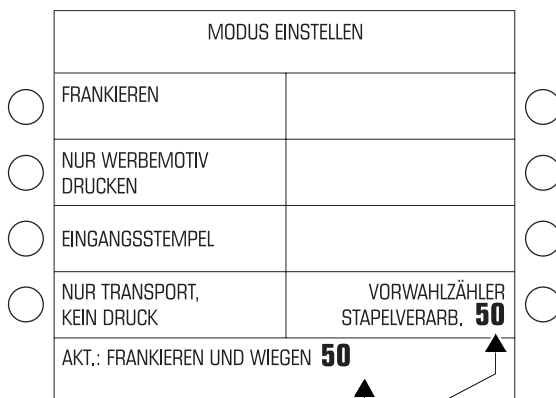 MODUS EINSTELLEN
FRANKIEREN
NUR WERBEMOTIV
DRUCKEN
EINGANGSSTEMPEL
NUR TRANSPORT,
KEIN DRUCK
VORWAHLZÄHLER
STAPELVERARB. 50
AKT.: FRANKIEREN UND WIEGEN 50